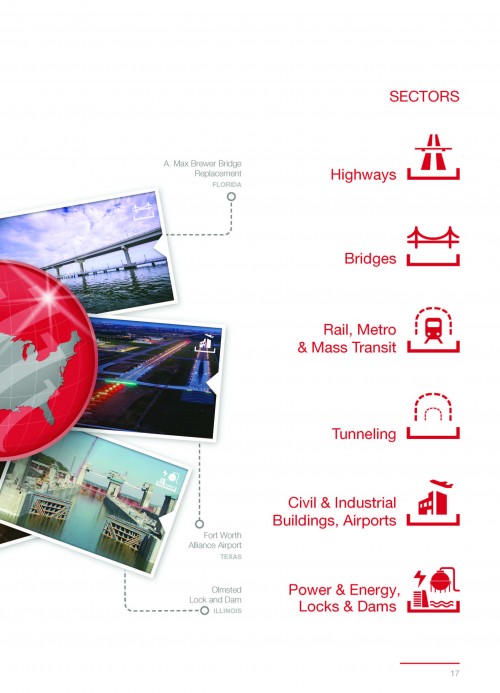 SECTORS
A. Max Brewer Bridge
Replacement
FLORIDA
Highways
Bridges
Rail, Metro
& Mass Transit
Tunneling
Civil & Industrial
Buildings, Airports
Fort Worth
Alliance Airport
TEXAS
Power & Energy,
Locks & Dams
Olmsted
Lock and Dam
ILLINOIS
17